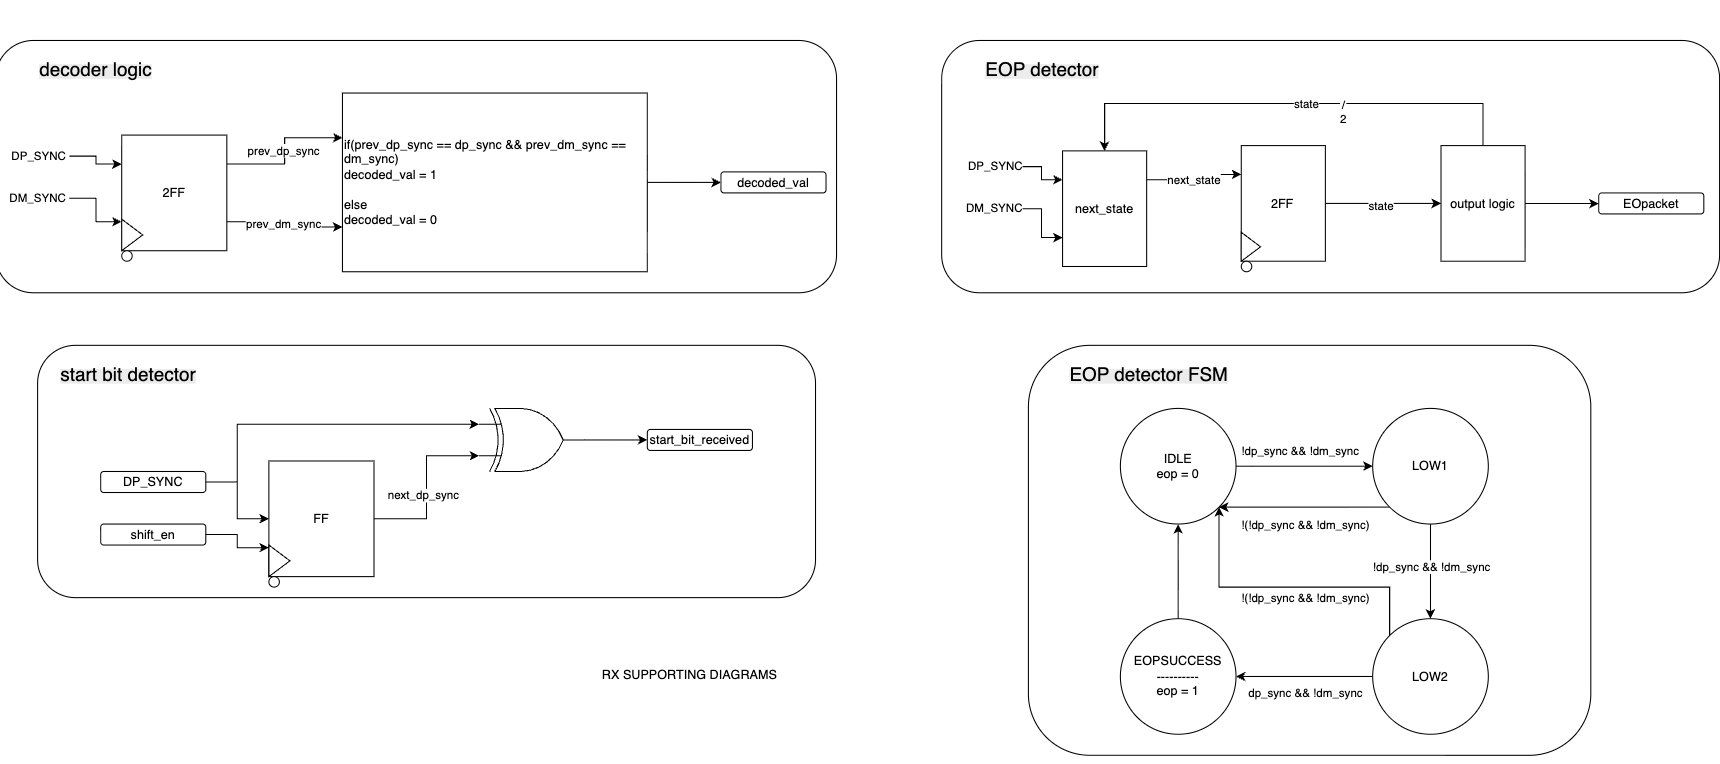 decoder logic
DP_SYNC
DM_SYNC
2FF
prev_dp_sync
prev_dm_sync
if(prev_dp_sync == dp_sync && prev_dm_sync ==
dm_sync)
decoded_val = 1
else
decoded_val = 0
decoded_val
EOP detector
state
/
2
DP_SYNC
DM_SYNC
next_state
next_state
2FF
state
output logic
EOpacket
start bit detector
DP_SYNC
shift_en
FF
next_dp_sync
start_bit_received
EOP detector FSM
IDLE
eop = 0
!dp_sync && !dm_sync
LOW1
!(!dp_sync && !dm_sync)
!dp_sync && !dm_sync
!(!dp_sync && !dm_sync)
EOPSUCCESS
----------
eop = 1
dp_sync && !dm_sync
LOW2
RX SUPPORTING DIAGRAMS